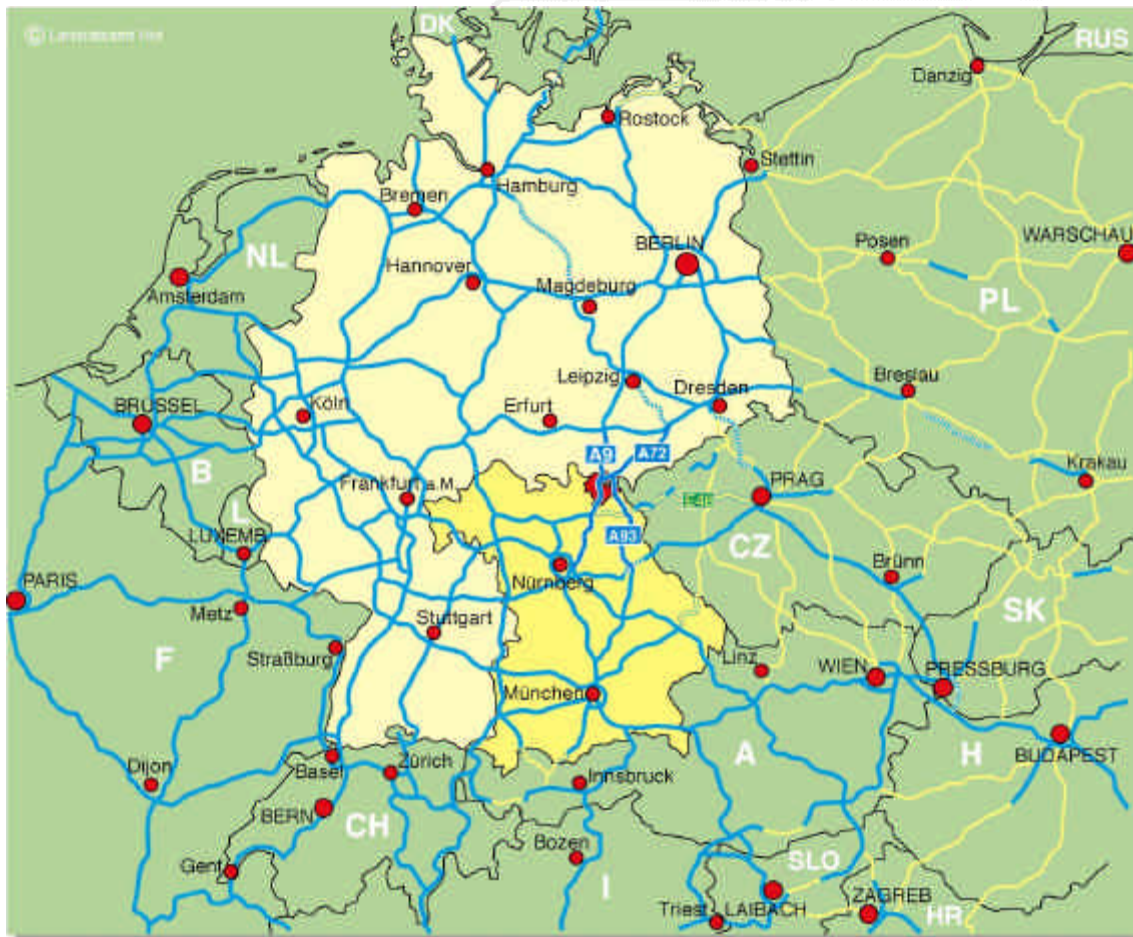 © Landratsamt Hof
DK
RUS
Danzig
Rostock
Stettin
Hamburg
Bremen
BERLIN
Posen
WARSCHAU
NL
Hannover
Magdeburg
Amsterdam
PL
Leipzig
Dresden
Breslau
BRÜSSEL
Köln
Erfurt
A9
A72
B
Krakau
Frankfurt a.M.
PRAG
L
LUXEMB.
A93
CZ
Brünn
Nürnberg
PARIS
Metz
Stuttgart
SK
F
Straßburg
Linz
WIEN
PRESSBURG
München
A
H
BUDAPEST
Dijon
Basel
Zürich
Innsbruck
BERN
CH
Bozen
SLO
Genf
I
Triest
LAIBACH
ZAGREB
HR